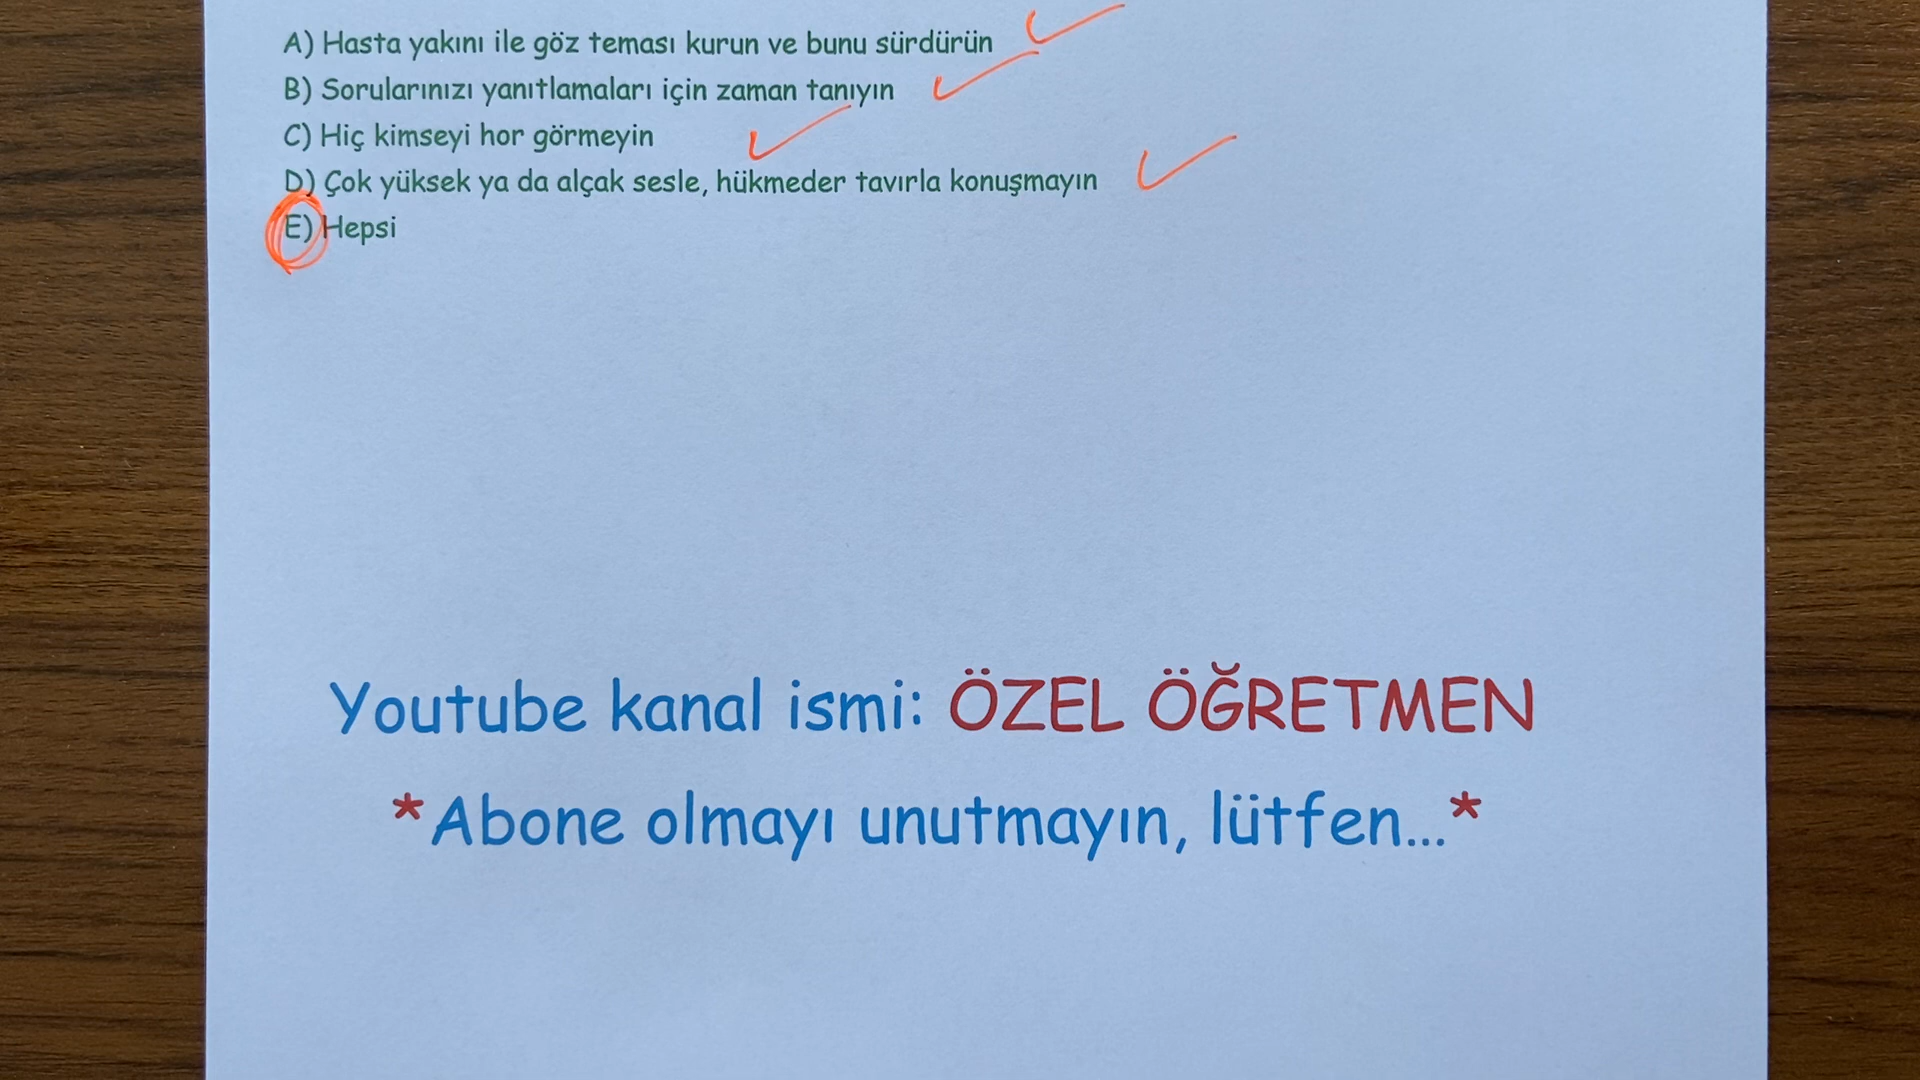 A) Hasta yakını ile göz teması kurun ve bunu sürdürün
B) Sorularınızı yanıtlamaları için zaman tanıyın
C) Hiç kimseyi hor görmeyin
D) Çok yüksek ya da alçak sesle, hükmeder tavırla konuşmayın
E) Hepsi
Youtube kanal ismi: ÖZEL ÖĞRETMEN
*Abone olmayı unutmayın, lütfen...*